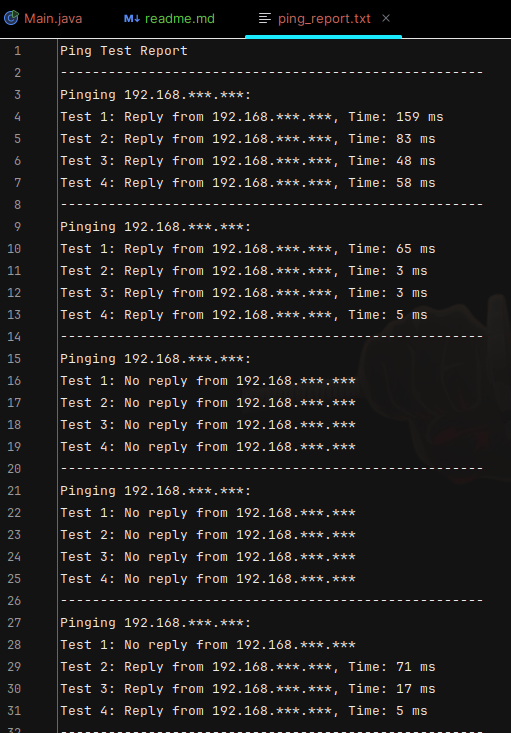 Main.java readme.md ping_report.txt
1 Ping Test Report
2 -----------------------------------------------------
3 Pinging 192.168.***.***:
4 Test 1: Reply from 192.168.***.***, Time: 159 ms
5 Test 2: Reply from 192.168.***.***, Time: 83 ms
6 Test 3: Reply from 192.168.***.***, Time: 48 ms
7 Test 4: Reply from 192.168.***.***, Time: 58 ms
8 -----------------------------------------------------
9 Pinging 192.168.***.***:
10 Test 1: Reply from 192.168.***.***, Time: 65 ms
11 Test 2: Reply from 192.168.***.***, Time: 3 ms
12 Test 3: Reply from 192.168.***.***, Time: 3 ms
13 Test 4: Reply from 192.168.***.***, Time: 5 ms
14 -----------------------------------------------------
15 Pinging 192.168.***.***:
16 Test 1: No reply from 192.168.***.***
17 Test 2: No reply from 192.168.***.***
18 Test 3: No reply from 192.168.***.***
19 Test 4: No reply from 192.168.***.***
20 -----------------------------------------------------
21 Pinging 192.168.***.***:
22 Test 1: No reply from 192.168.***.***
23 Test 2: No reply from 192.168.***.***
24 Test 3: No reply from 192.168.***.***
25 Test 4: No reply from 192.168.***.***
26 -----------------------------------------------------
27 Pinging 192.168.***.***:
28 Test 1: No reply from 192.168.***.***
29 Test 2: Reply from 192.168.***.***, Time: 71 ms
30 Test 3: Reply from 192.168.***.***, Time: 17 ms
31 Test 4: Reply from 192.168.***.***, Time: 5 ms
32 -----------------------------------------------------